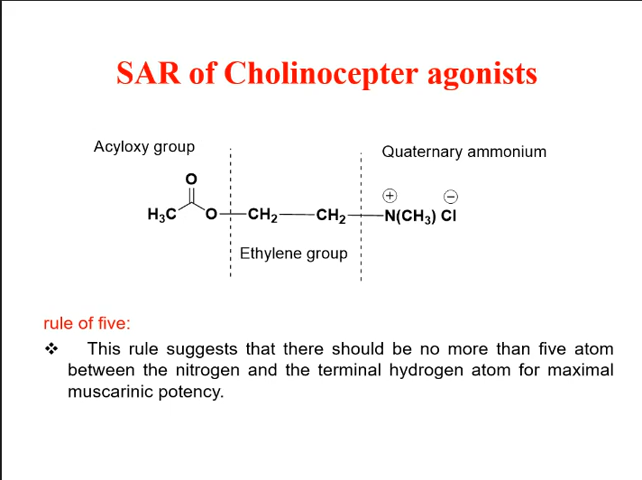 SAR of Cholinocepter agonists
Acyloxy group
Quaternary ammonium
O
H₃C O CH₂ CH₂ N(CH₃) Cl
+ −
Ethylene group
rule of five:
❖ This rule suggests that there should be no more than five atom
between the nitrogen and the terminal hydrogen atom for maximal
muscarinic potency.